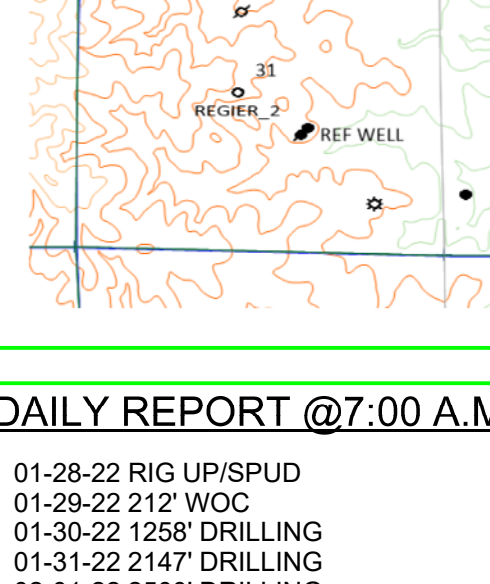 31
REGIER_2
REF WELL
DAILY REPORT @7:00 A.M
01-28-22 RIG UP/SPUD
01-29-22 212' WOC
01-30-22 1258' DRILLING
01-31-22 2147' DRILLING